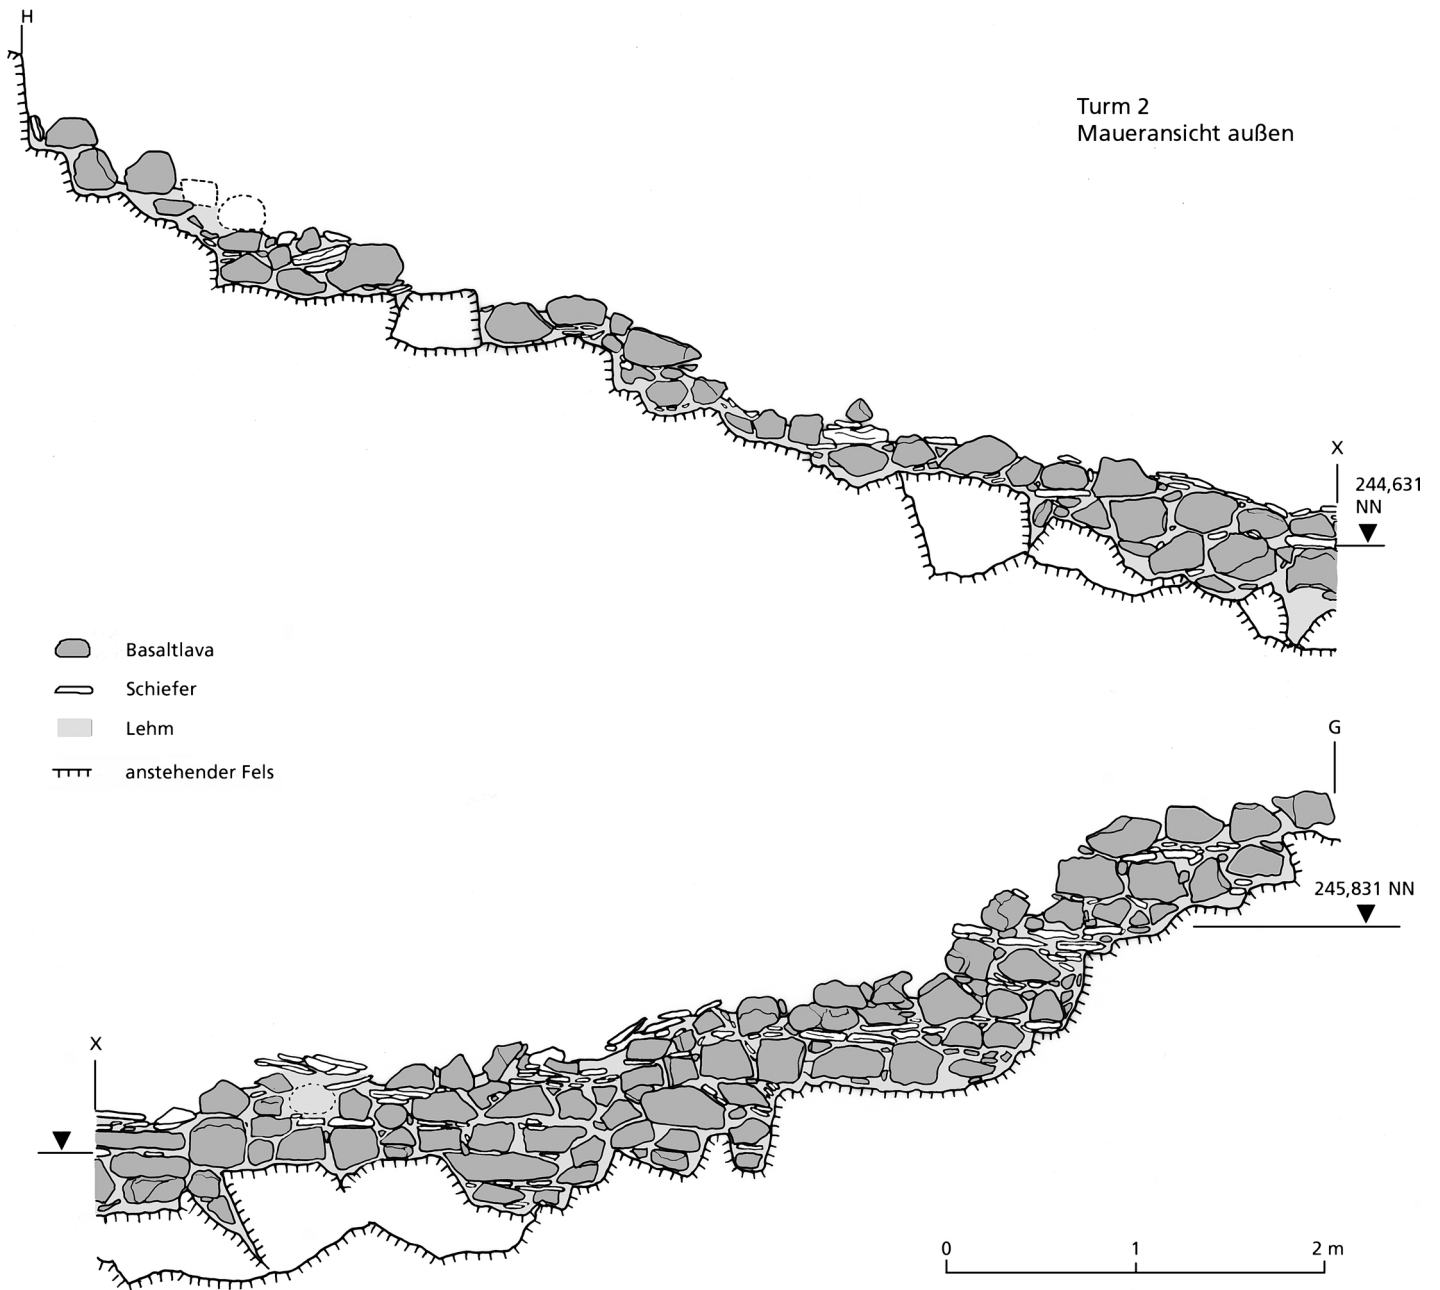 H
Turm 2
Maueransicht außen
X
244,631
NN
Basaltlava
Schiefer
Lehm
anstehender Fels
G
245,831 NN
X
0 1 2 m